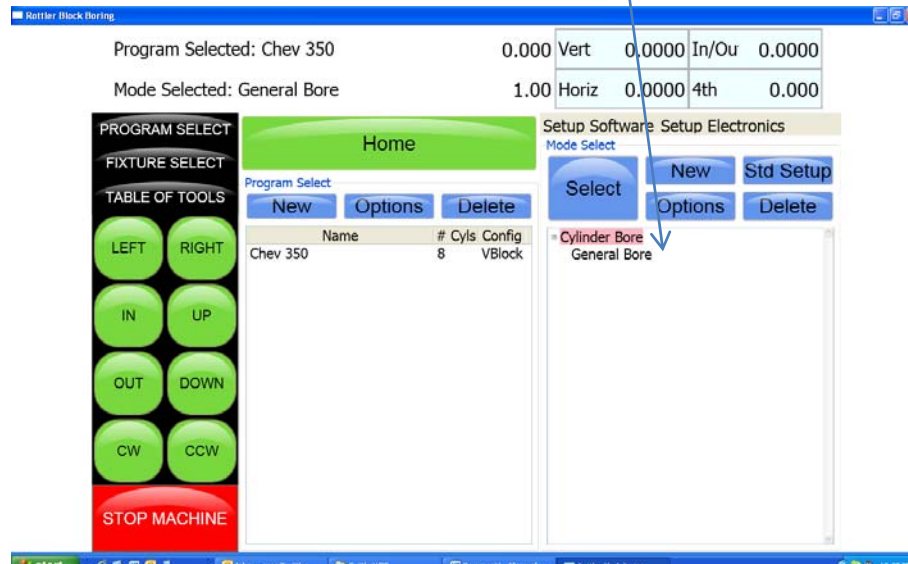 Rottler Block Boring
Program Selected: Chev 350
0.000 Vert 0.0000 In/Ou 0.0000
Mode Selected: General Bore
1.00 Horiz 0.0000 4th 0.000
PROGRAM SELECT
FIXTURE SELECT
TABLE OF TOOLS
LEFT RIGHT
IN UP
OUT DOWN
CW CCW
STOP MACHINE
Home
Program Select
New Options Delete
Name # Cyls Config
Chev 350 8 VBlock
Setup Software Setup Electronics
Mode Select
Select
New Std Setup
Options Delete
Cylinder Bore
General Bore